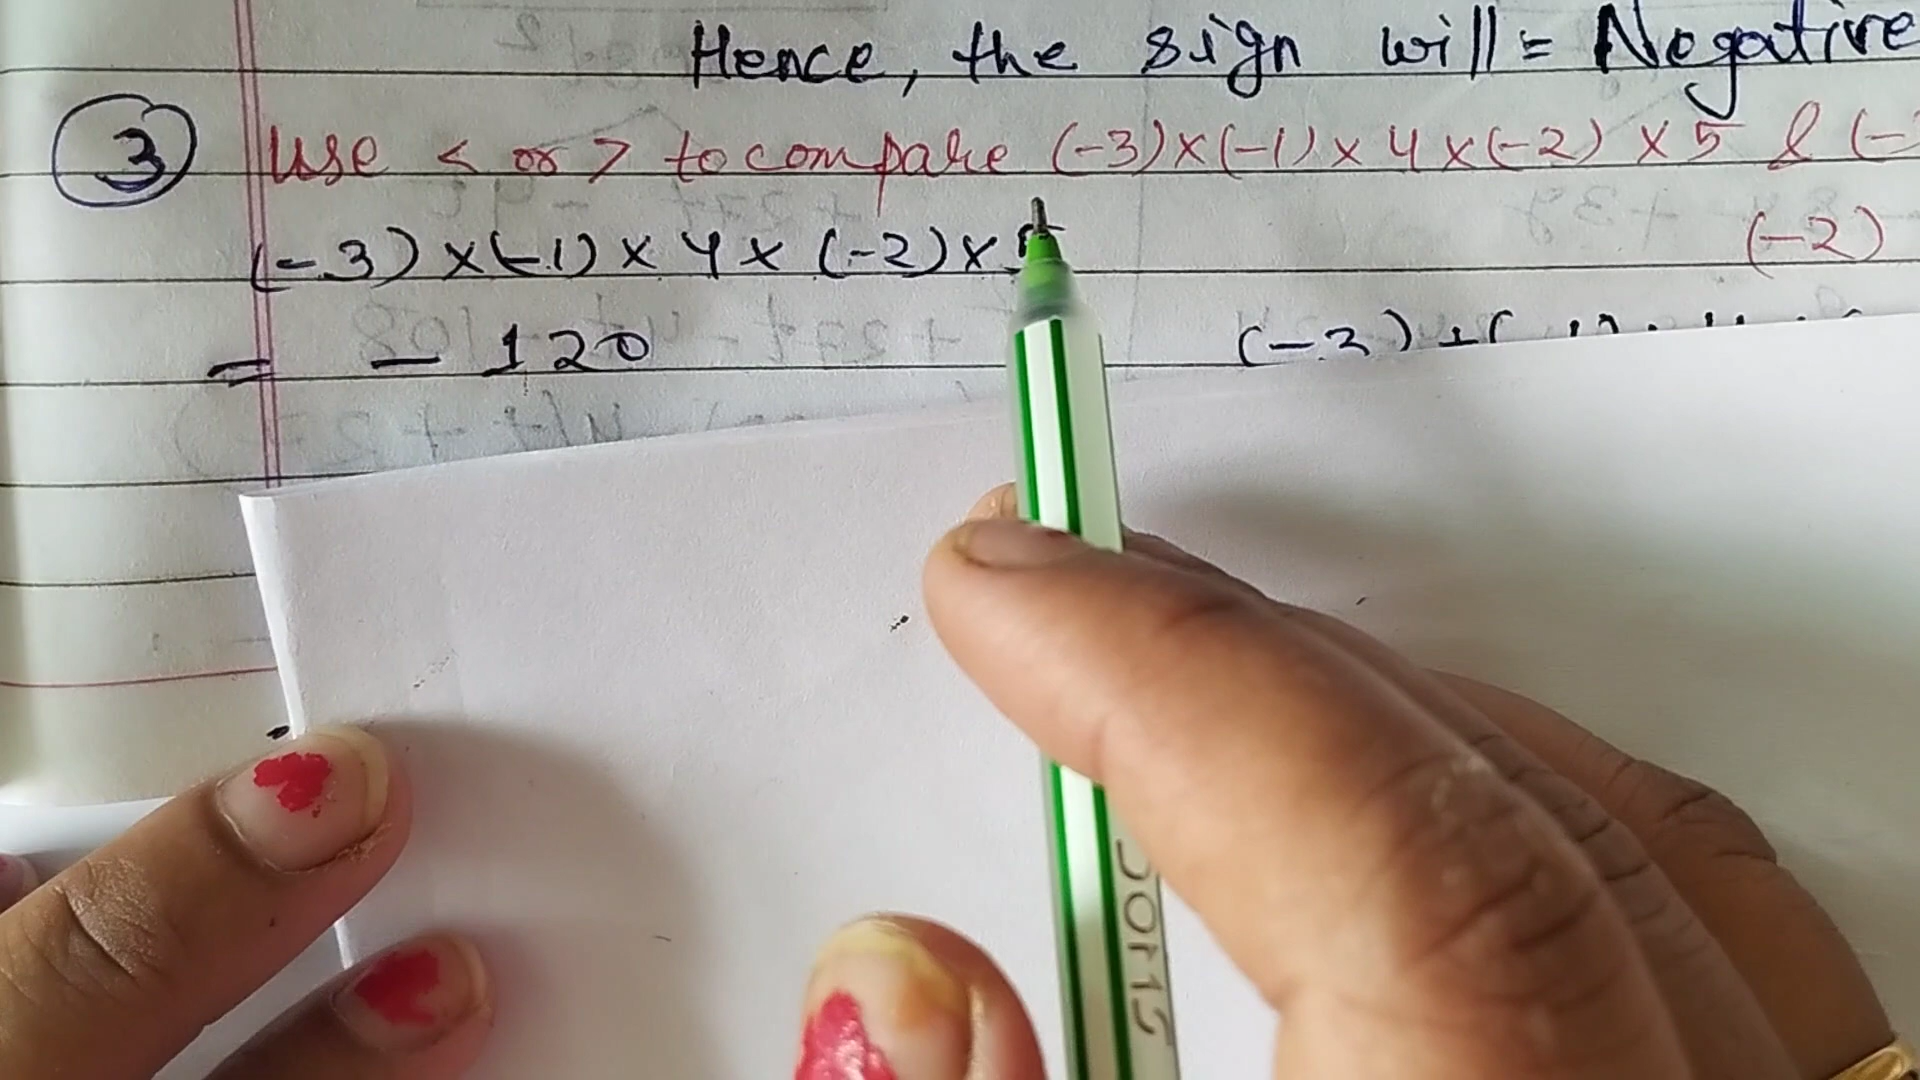 Hence, the sign will = Negative
3 Use < or > to compare (-3)×(-1)×4×(-2)×5 & (-
(-2)
(-3)×(-1)×4×(-2)×5
= -120